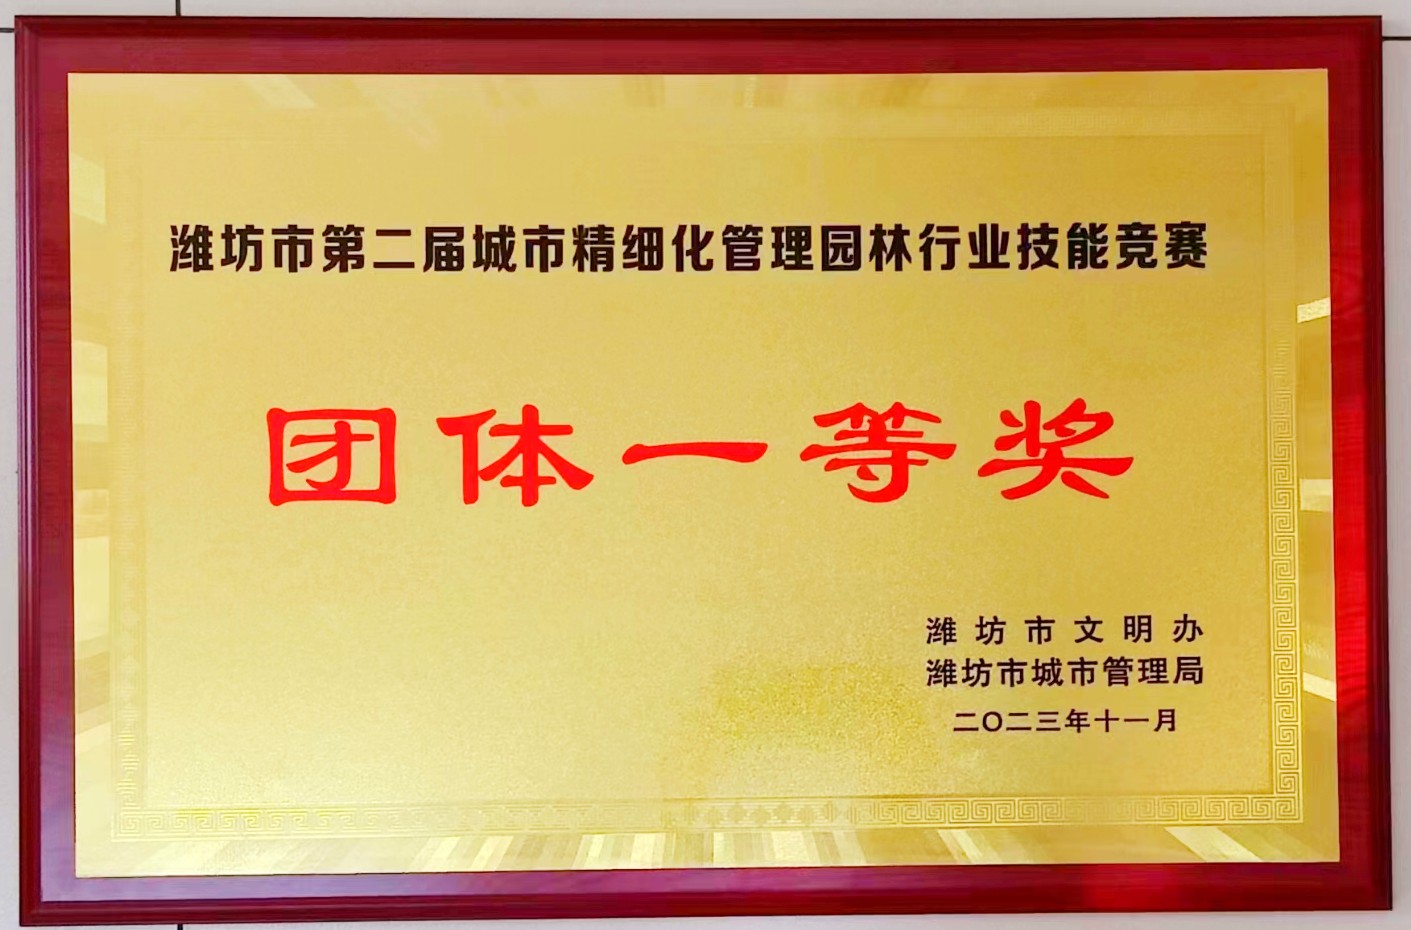 潍坊市第二届城市精细化管理园林行业技能竞赛
团体一等奖
潍坊市文明办
潍坊市城市管理局
二〇二三年十一月